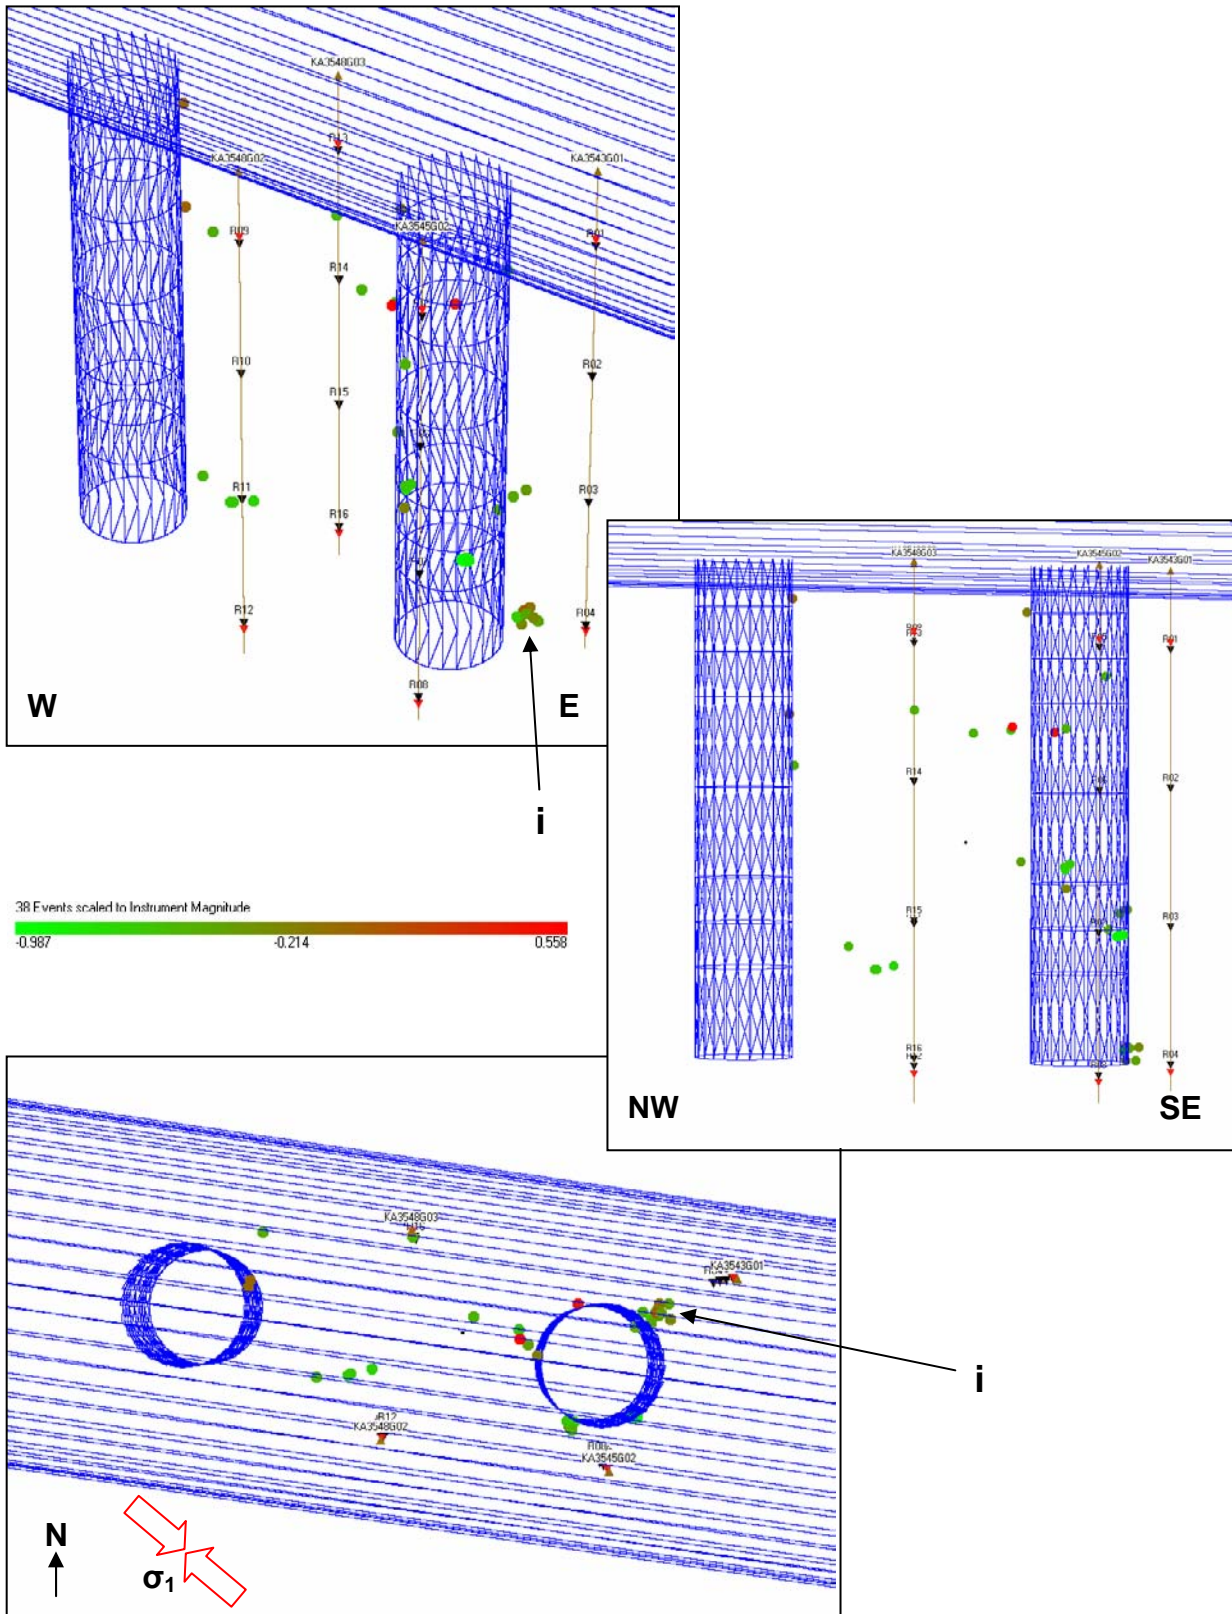 KA3548G03
R13
KA3548G02
KA3543G01
KA3545G02
R09
R01
R14
R10
R02
R15
R11
R03
R16
R12
R04
R08
W E
i
KA3548G03
KA3545G02
KA3543G01
R01
R14
R02
R15
R03
R16
R04
NW SE
38 Events scaled to Instrument Magnitude
-0.987 -0.214 0.558
KA3548G03
KA3543G01
i
R12
KA3548G02
KA3545G02
N
σ₁